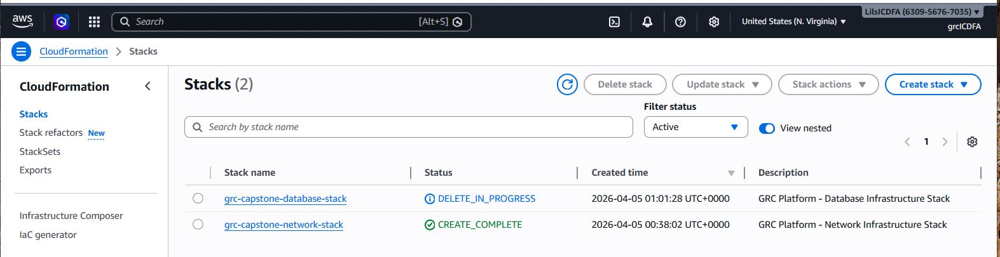 aws
Search [Alt+S]
United States (N. Virginia)
LilsICDFA (6309-5676-7035)
grcICDFA
CloudFormation > Stacks
CloudFormation
Stacks
Stack refactors New
StackSets
Exports
Infrastructure Composer
IaC generator
Stacks (2)
Delete stack Update stack Stack actions Create stack
Filter status
Search by stack name Active View nested
1
Stack name Status Created time Description
grc-capstone-database-stack DELETE_IN_PROGRESS 2026-04-05 01:01:28 UTC+0000 GRC Platform - Database Infrastructure Stack
grc-capstone-network-stack CREATE_COMPLETE 2026-04-05 00:38:02 UTC+0000 GRC Platform - Network Infrastructure Stack